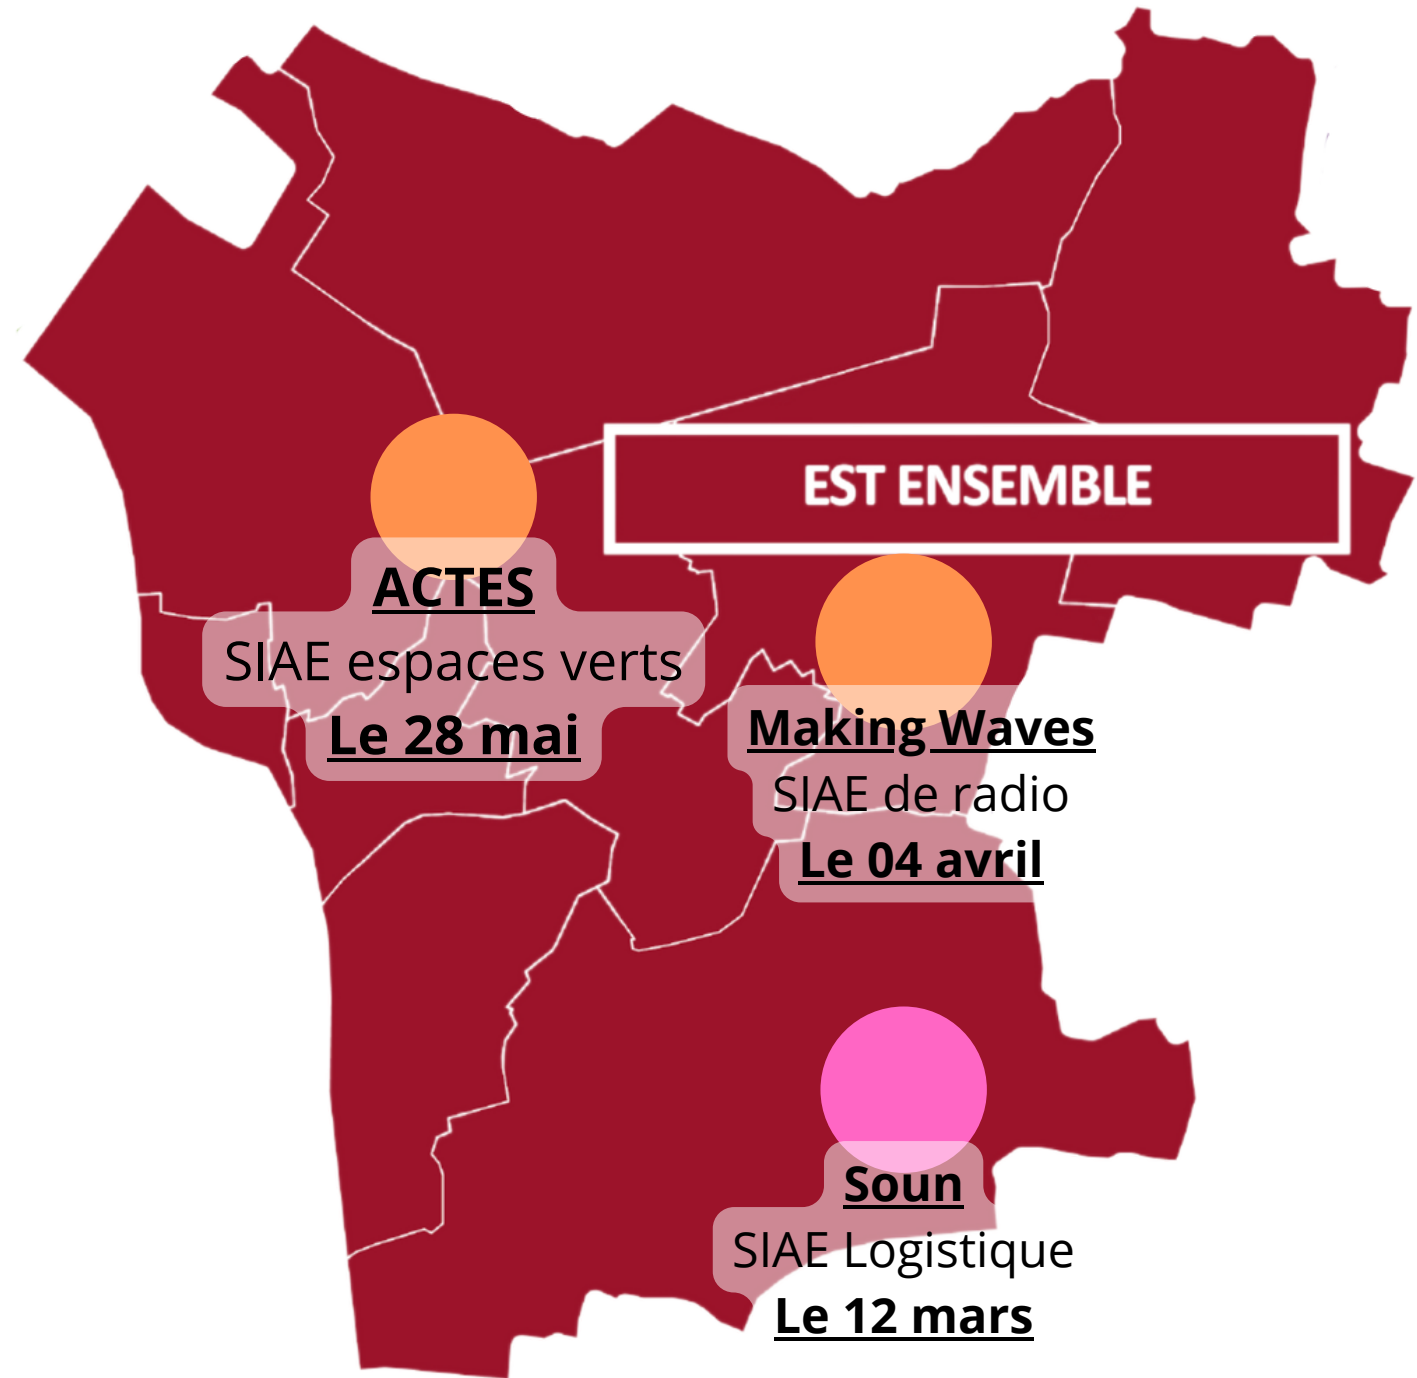 EST ENSEMBLE
ACTES
SIAE espaces verts
Le 28 mai
Making Waves
SIAE de radio
Le 04 avril
Soun
SIAE Logistique
Le 12 mars